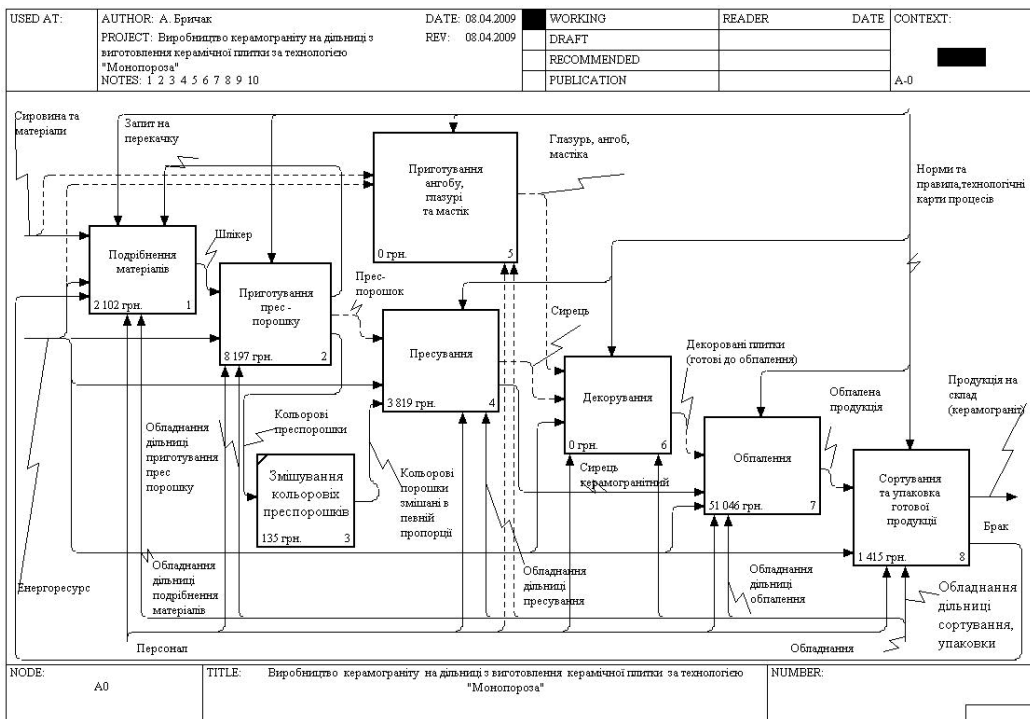 USED AT:
AUTHOR: А. Бричак
DATE: 08.04.2009
WORKING
READER
DATE
CONTEXT:
PROJECT: Виробництво керамограніту на дільниці з
REV: 08.04.2009
DRAFT
виготовлення керамічної плитки за технологією
"Монопороза"
RECOMMENDED
NOTES: 1 2 3 4 5 6 7 8 9 10
PUBLICATION
A-0
Сировина та
матеріали
Запит на
перекачку
Приготування
ангобу,
глазурі
та мастік
0 грн.
5
Глазурь, ангоб,
мастіка
Норми та
правила,технологічні
карти процесів
Подрібнення
матеріалів
2 102 грн.
1
Шлікер
Приготування
прес -
порошку
8 197 грн.
2
Прес-
порошок
Пресування
3 819 грн.
4
Сирець
Декорування
0 грн.
6
Декоровані плитки
(готові до обпалення)
Обпалення
51 046 грн.
7
Обпалена
продукція
Продукція на
склад
(керамограніт)
Сортування
та упаковка
готової
продукції
1 415 грн.
8
Брак
Обладнання
дільниці
приготування
прес
порошку
Кольорові
преспорошки
Змішування
кольоровіх
преспорошків
135 грн.
3
Кольорові
порошки
змішані в
певній
пропорції
Сирець
керамогранітний
Енергоресурс
Обладнання
дільниці
подрібнення
матеріалів
Обладнання
дільниці
пресування
Обладнання
дільниці
обпалення
Обладнання
дільниці
сортування,
упаковки
Персонал
Обладнання
NODE:
A0
TITLE:
Виробництво керамограніту на дільниці з виготовлення керамічної плитки за технологією
"Монопороза"
NUMBER: